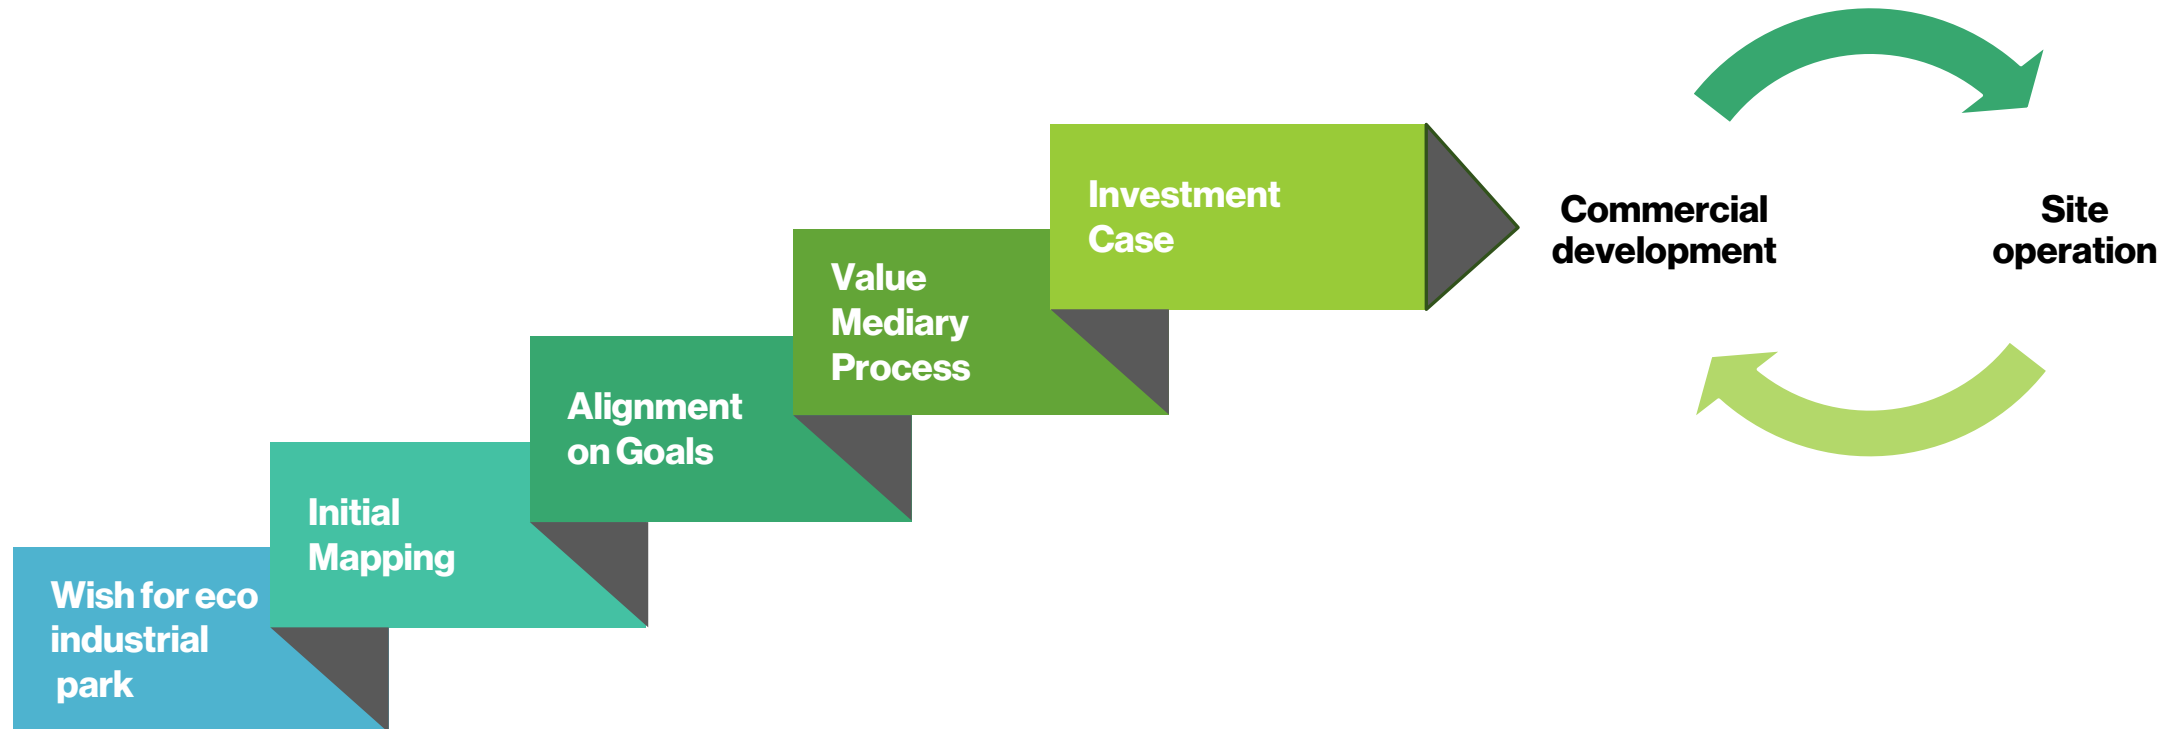 Wish for eco
industrial
park
Initial
Mapping
Alignment
on Goals
Value
Mediary
Process
Investment
Case
Commercial
development
Site
operation